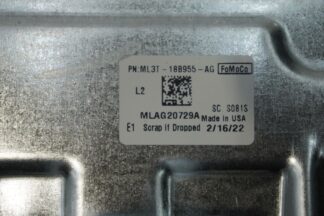 PN:ML3T-18B955-AG FoMoCo
L2
SC S081S
MLAG20729A Made in USA
E1 Scrap if Dropped 2/16/22